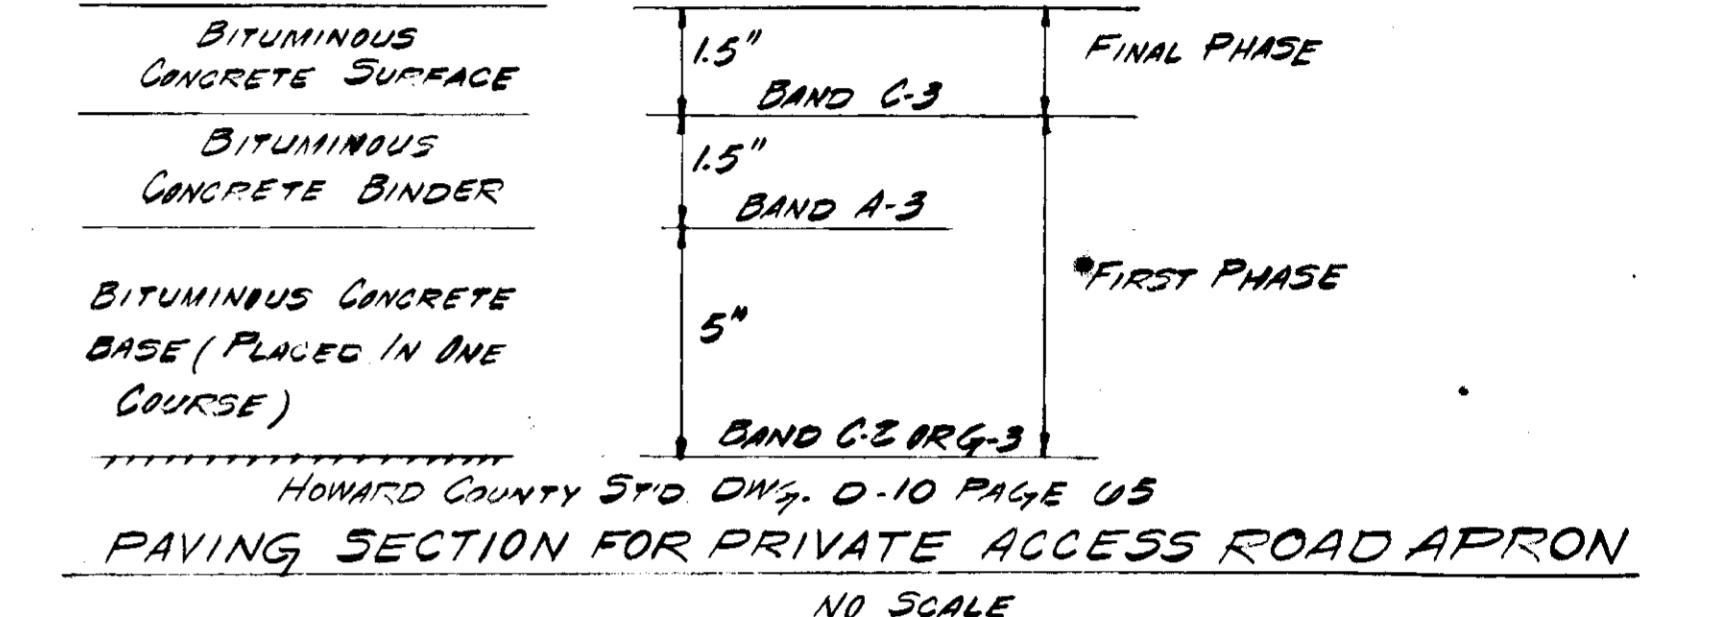 BITUMINOUS
CONCRETE SURFACE
1.5"
BAND C-3
FINAL PHASE
BITUMINOUS
CONCRETE BINDER
1.5"
BAND A-3
BITUMINOUS CONCRETE
BASE (PLACED IN ONE
COURSE)
5"
BAND C-2 OR G-3
FIRST PHASE
HOWARD COUNTY STD. DWG. D-10 PAGE 65
PAVING SECTION FOR PRIVATE ACCESS ROAD APRON
NO SCALE